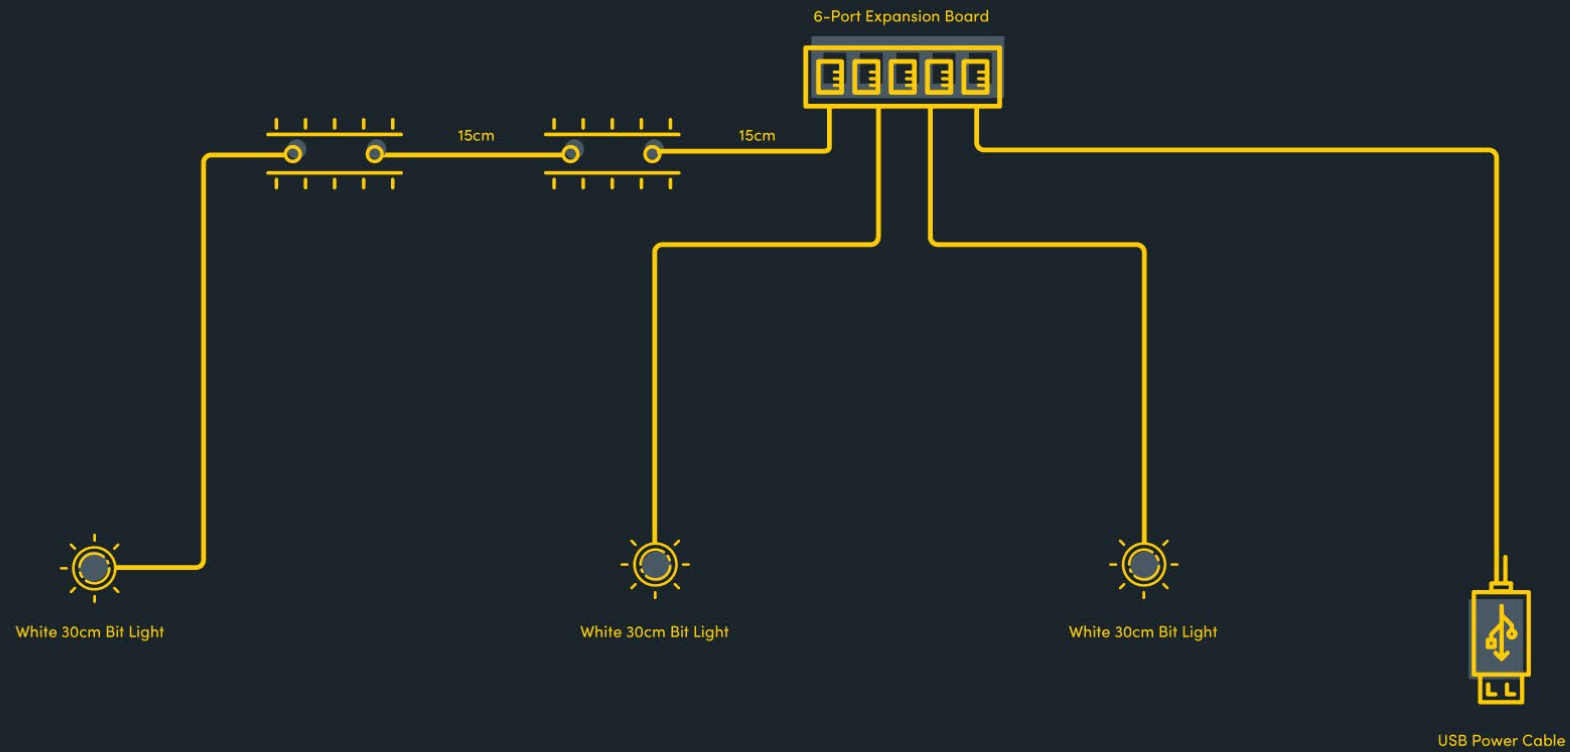 6-Port Expansion Board
15cm
15cm
White 30cm Bit Light
White 30cm Bit Light
White 30cm Bit Light
USB Power Cable